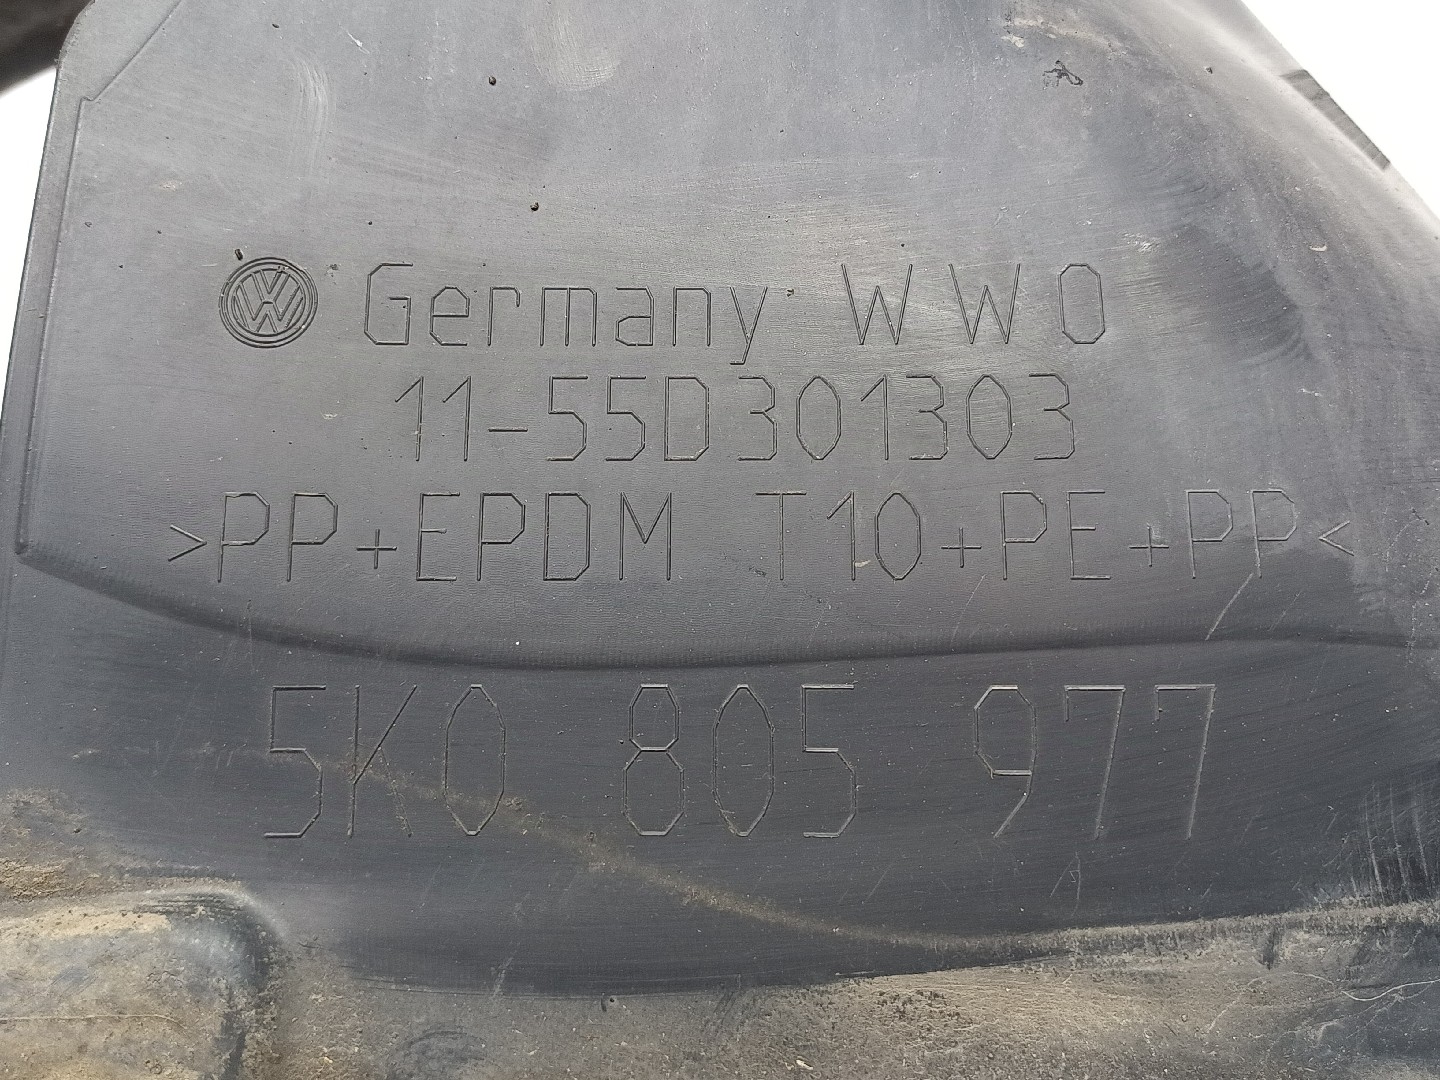 Germany WWO
11-55D301303
>PP+EPDM T10+PE+PP<
5K0 805 977